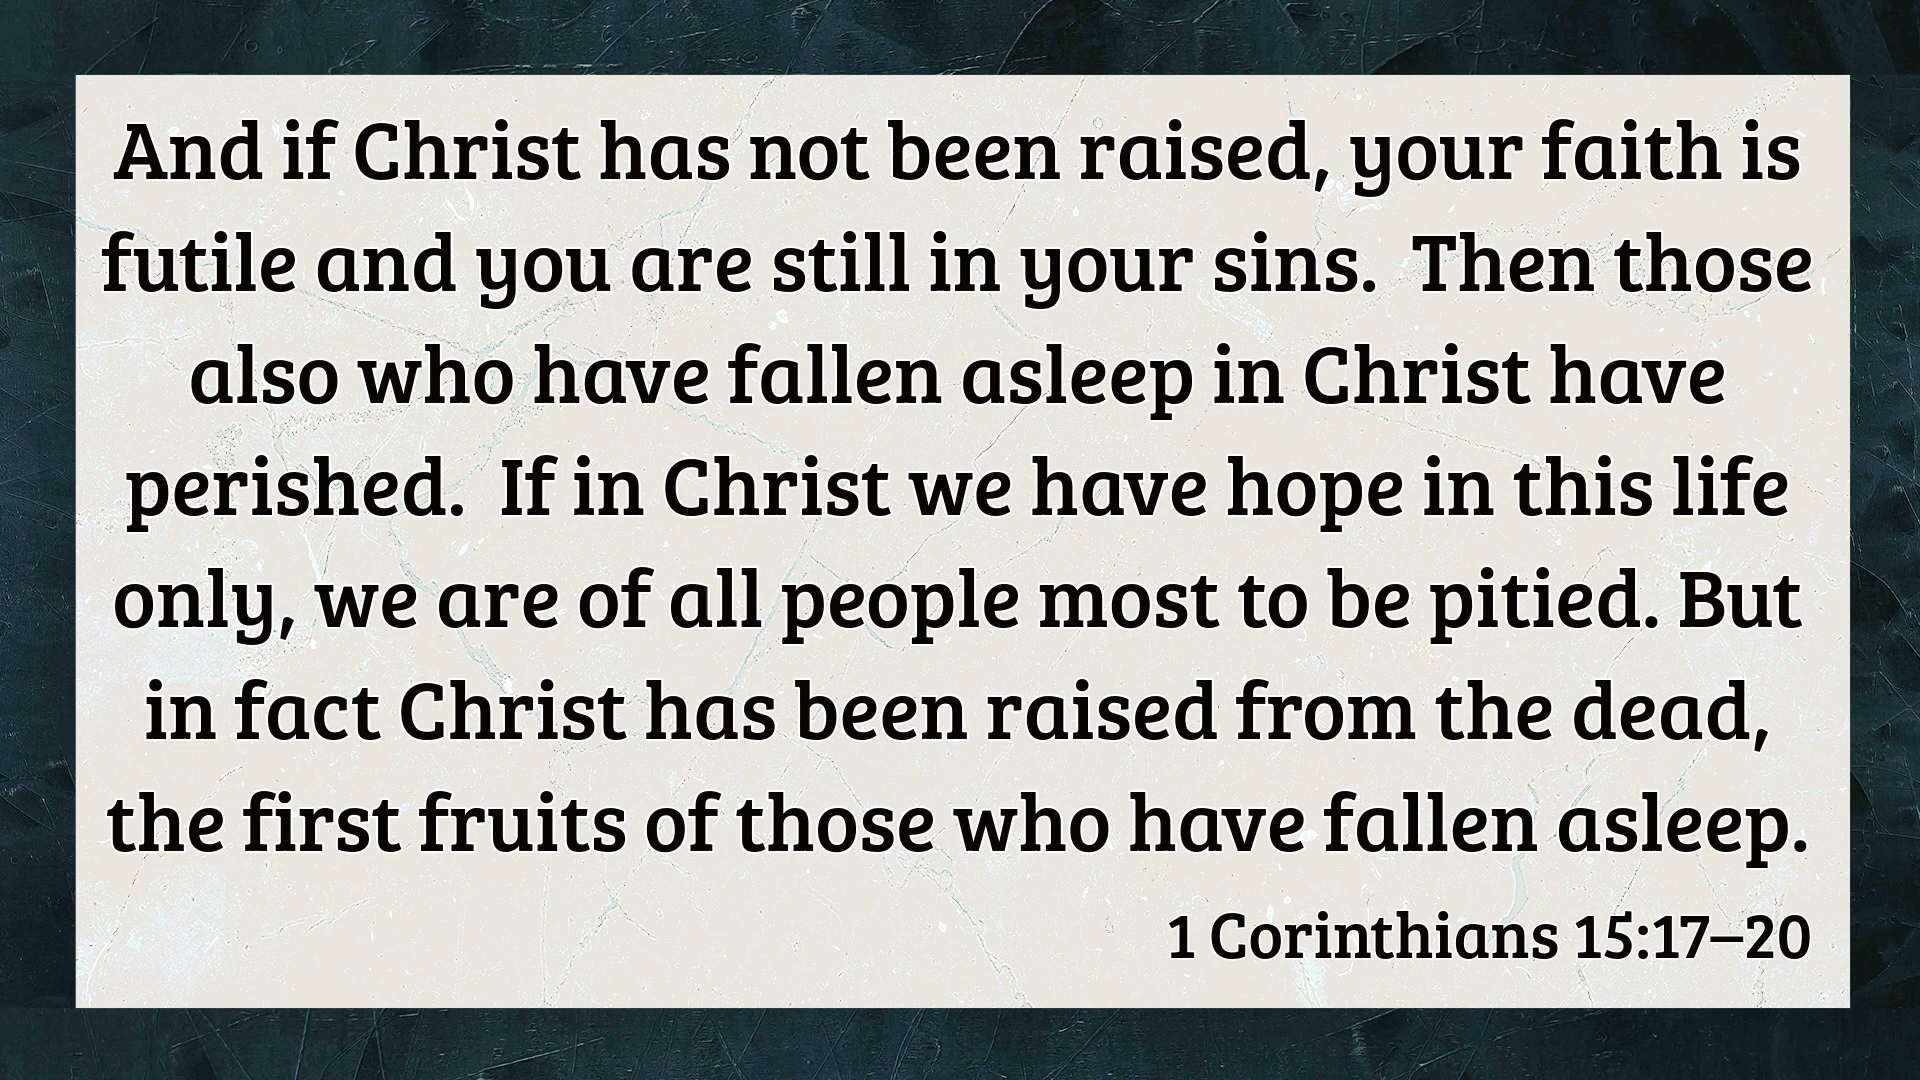 And if Christ has not been raised, your faith is
futile and you are still in your sins.  Then those
also who have fallen asleep in Christ have
perished.  If in Christ we have hope in this life
only, we are of all people most to be pitied. But
in fact Christ has been raised from the dead,
the first fruits of those who have fallen asleep.
1 Corinthians 15:17–20